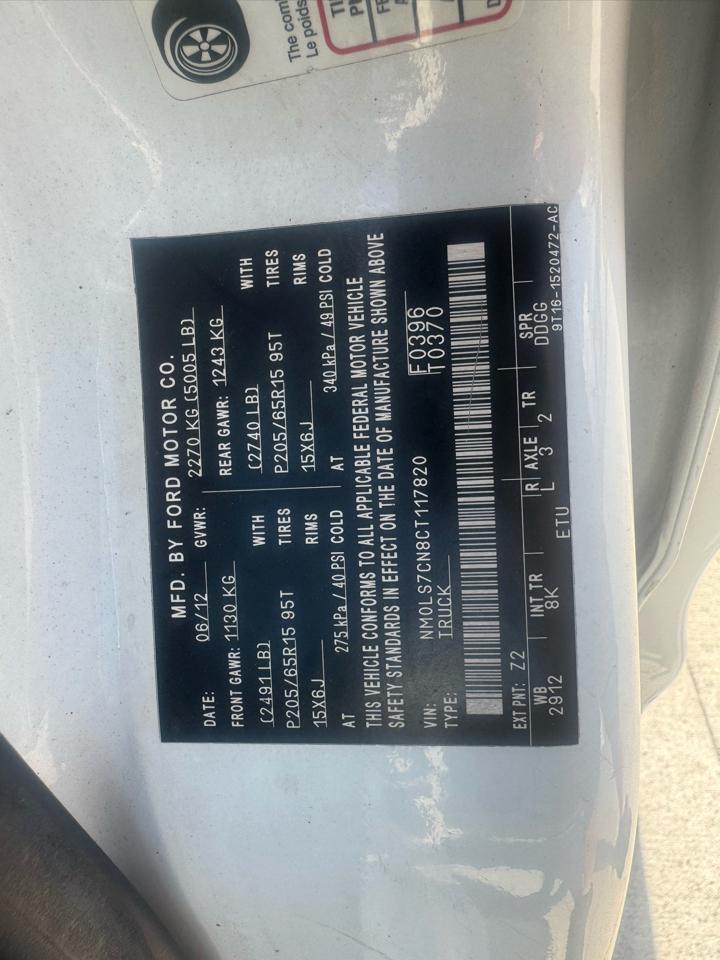 The com
Le poids
MFD. BY FORD MOTOR CO.
DATE: 06/12 GVWR: 2270 KG (5005 LB)
FRONT GAWR: 1130 KG REAR GAWR: 1243 KG
(2491LB) WITH (2740LB) WITH
P205/65R15 95T TIRES P205/65R15 95T TIRES
15X6J RIMS 15X6J RIMS
AT 275 kPa / 40 PSI COLD AT 340 kPa / 49 PSI COLD
THIS VEHICLE CONFORMS TO ALL APPLICABLE FEDERAL MOTOR VEHICLE
SAFETY STANDARDS IN EFFECT ON THE DATE OF MANUFACTURE SHOWN ABOVE
VIN: NM0LS7CN8CT117820 F0396
TYPE: TRUCK T0370
EXT PNT: Z2 R AXLE TR SPR
WB INT TR L 3 2 DDGG
2912 8K ETU 9T16-1520472-AC